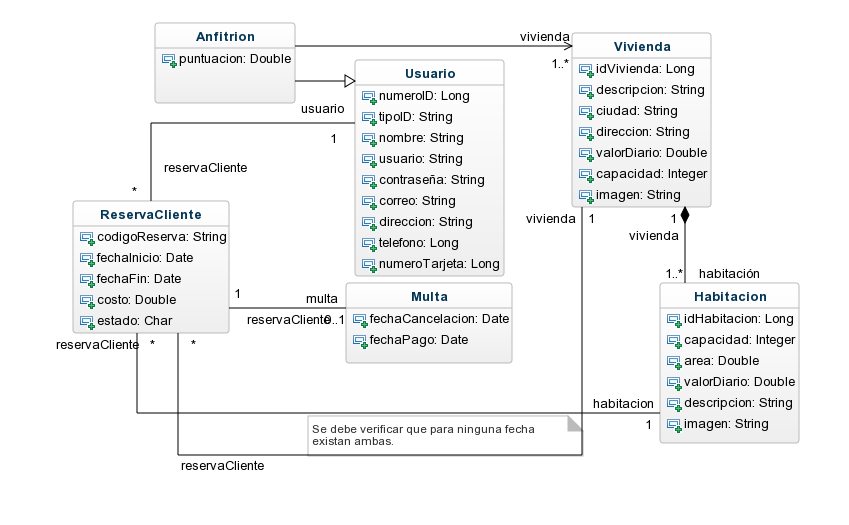 Anfitrion
puntuacion: Double
vivienda
1..*
Vivienda
idVivienda: Long
descripcion: String
ciudad: String
direccion: String
valorDiario: Double
capacidad: Integer
imagen: String
Usuario
numeroID: Long
tipoID: String
nombre: String
usuario: String
contraseña: String
correo: String
direccion: String
telefono: Long
numeroTarjeta: Long
usuario
1
reservaCliente
*
ReservaCliente
codigoReserva: String
fechaInicio: Date
fechaFin: Date
costo: Double
estado: Char
vivienda
1
1
vivienda
1..*
habitación
1
multa
reservaCliente
0..1
Multa
fechaCancelacion: Date
fechaPago: Date
Habitacion
idHabitacion: Long
capacidad: Integer
area: Double
valorDiario: Double
descripcion: String
imagen: String
reservaCliente
*
*
habitacion
1
Se debe verificar que para ninguna fecha
existan ambas.
reservaCliente